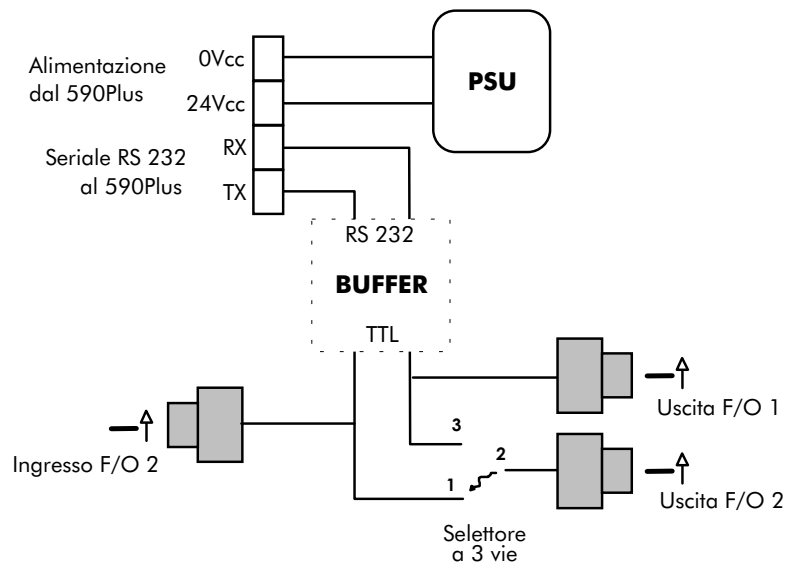 Alimentazione
dal 590Plus
0Vcc
24Vcc
PSU
Seriale RS 232
al 590Plus
RX
TX
RS 232
BUFFER
TTL
Ingresso F/O 2
3
2
1
Selettore
a 3 vie
Uscita F/O 1
Uscita F/O 2